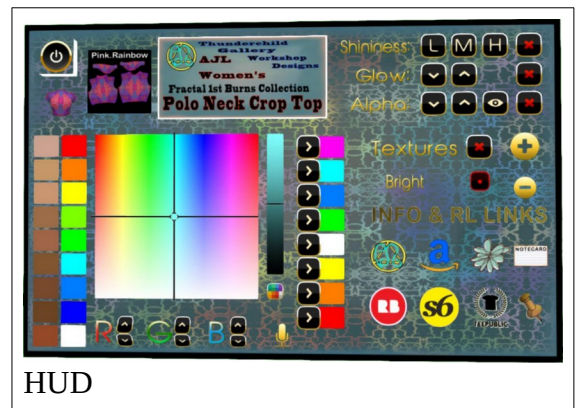 Pink.Rainbow
Thunderchild
Gallery
AJL Workshop
Designs
Women's
Fractal 1st Burns Collection
Polo Neck Crop Top
Shininess: L M H
Glow:
Alpha:
Textures
Bright
INFO & RL LINKS
a
NOTECARD
RB
S6
TEEPUBLIC
R G B
HUD